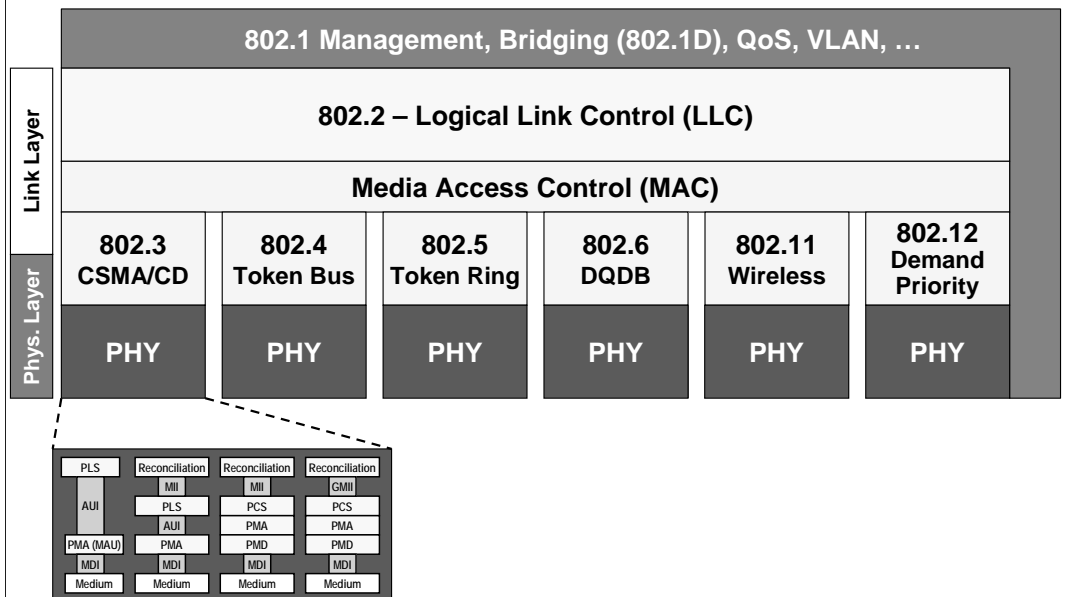 802.1 Management, Bridging (802.1D), QoS, VLAN, …
Link Layer
Phys. Layer
802.2 – Logical Link Control (LLC)
Media Access Control (MAC)
802.3
CSMA/CD
802.4
Token Bus
802.5
Token Ring
802.6
DQDB
802.11
Wireless
802.12
Demand
Priority
PHY
PHY
PHY
PHY
PHY
PHY
PLS
AUI
PMA (MAU)
MDI
Medium
Reconciliation
MII
PLS
AUI
PMA
MDI
Medium
Reconciliation
MII
PCS
PMA
PMD
MDI
Medium
Reconciliation
GMII
PCS
PMA
PMD
MDI
Medium